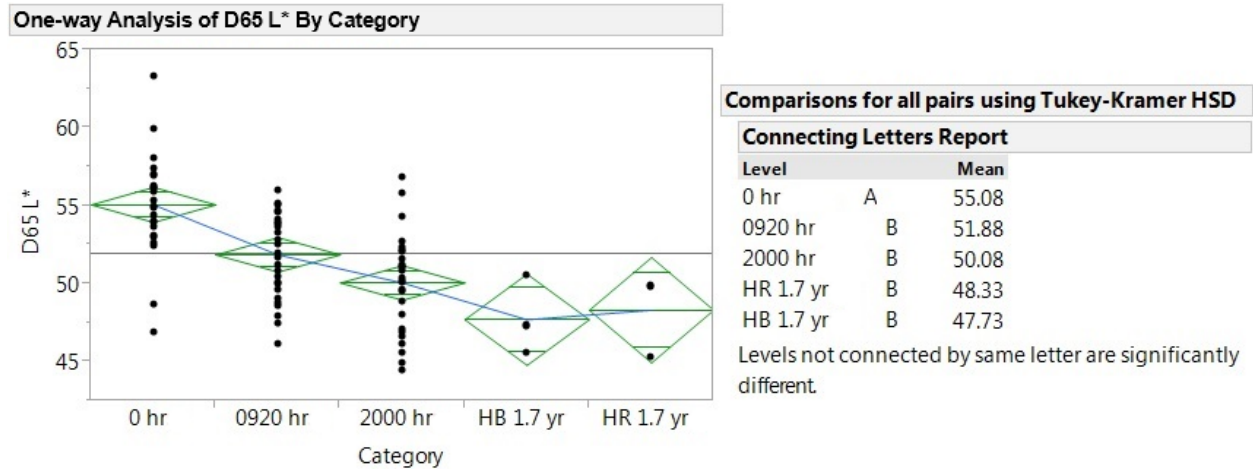 One-way Analysis of D65 L* By Category
65
60
55
50
45
D65 L*
0 hr 0920 hr 2000 hr HB 1.7 yr HR 1.7 yr
Category
Comparisons for all pairs using Tukey-Kramer HSD
Connecting Letters Report
Level Mean
0 hr A 55.08
0920 hr B 51.88
2000 hr B 50.08
HR 1.7 yr B 48.33
HB 1.7 yr B 47.73
Levels not connected by same letter are significantly
different.